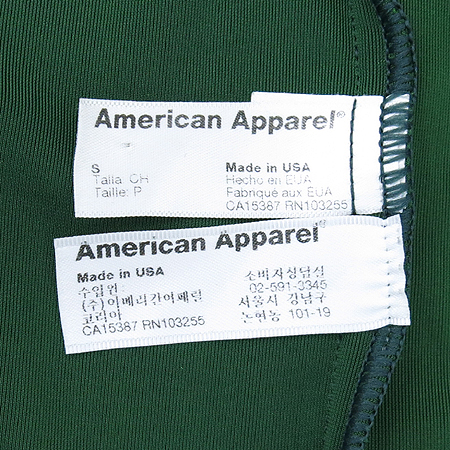 American Apparel®
S Made in USA
Talla: CH Hecho en EUA
Taille: P Fabriqué aux EUA
CA15387 RN103255
American Apparel®
Made in USA 소비자상담실
수입원: 02-591-3345
(주)아메리칸어패럴 서울시 강남구
코리아 논현동 101-19
CA15387 RN103255